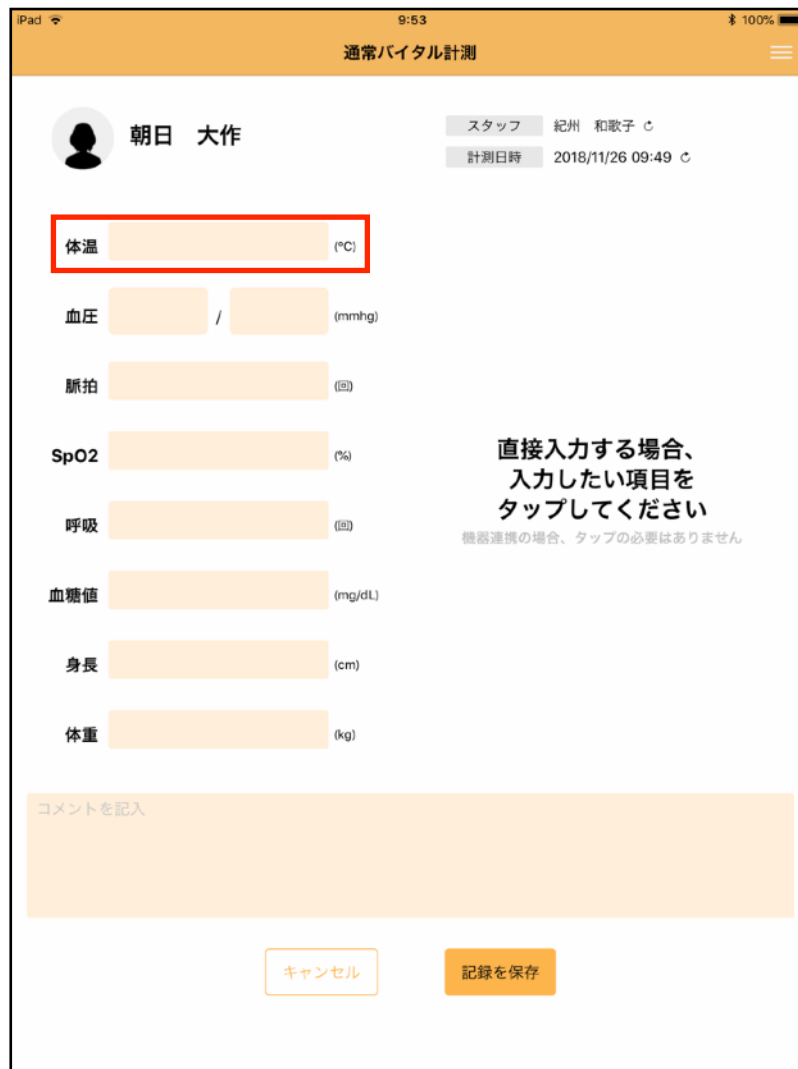 iPad 9:53 100%
通常バイタル計測
朝日 大作
スタッフ 紀州 和歌子
計測日時 2018/11/26 09:49
体温 (℃)
血圧 / (mmhg)
脈拍 (回)
SpO2 (%)
呼吸 (回)
血糖値 (mg/dL)
身長 (cm)
体重 (kg)
直接入力する場合、
入力したい項目を
タップしてください
機器連携の場合、タップの必要はありません
コメントを記入
キャンセル 記録を保存